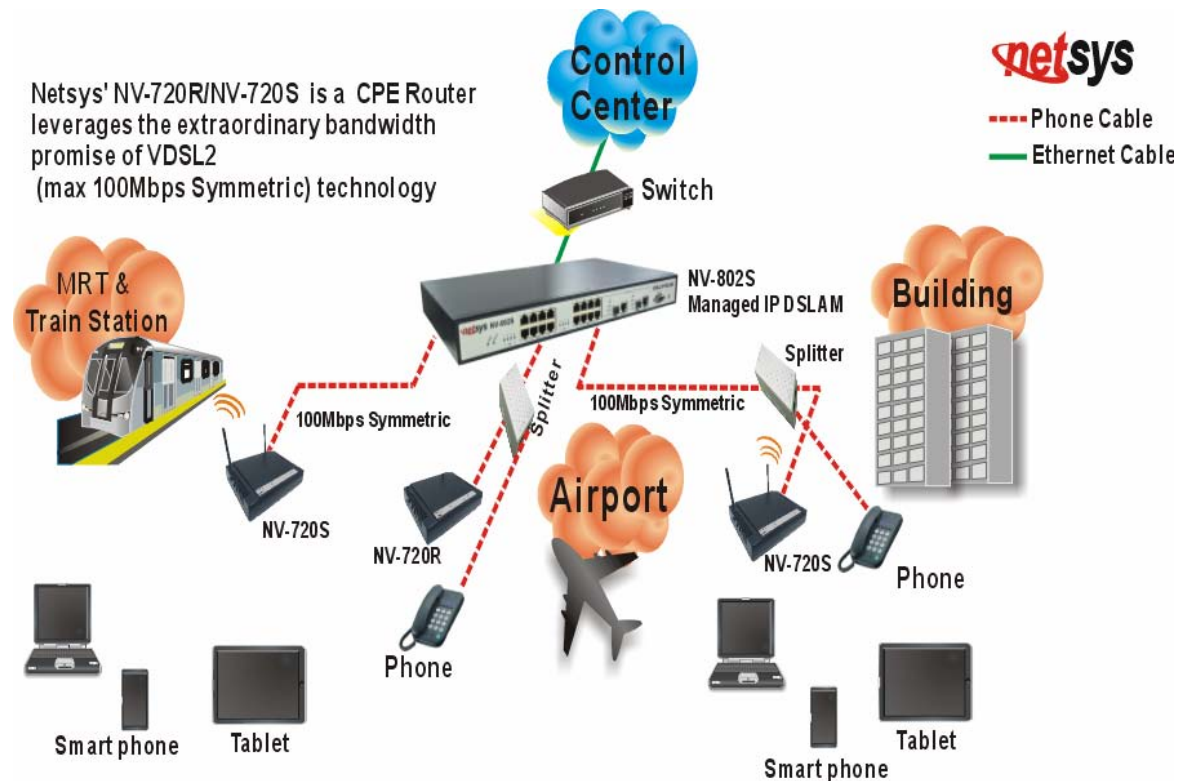 Netsys' NV-720R/NV-720S is a CPE Router
leverages the extraordinary bandwidth
promise of VDSL2
(max 100Mbps Symmetric) technology
Control
Center
netsys
Phone Cable
Ethernet Cable
Switch
MRT &
Train Station
NV-802S
Managed IP DSLAM
Building
netsys NV-802S
Splitter
Splitter
100Mbps Symmetric
100Mbps Symmetric
Airport
NV-720S
NV-720R
NV-720S
Phone
Phone
Smart phone
Tablet
Tablet
Smart phone